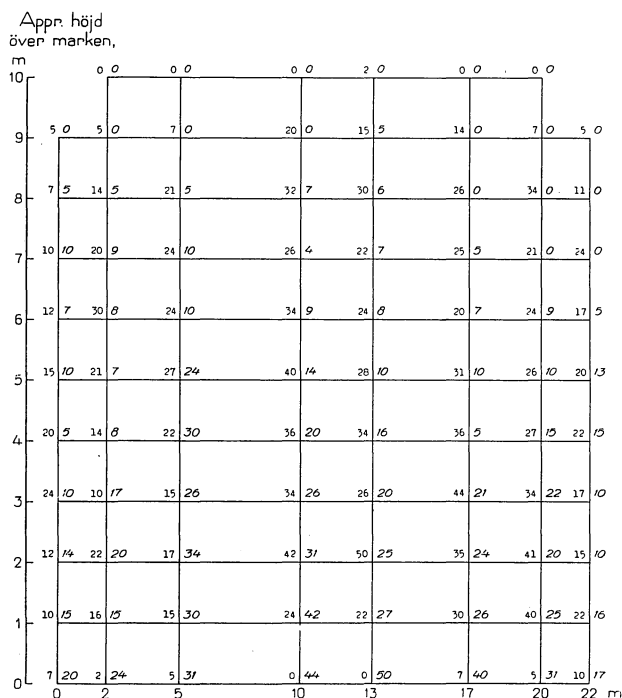 Appr. höjd
över marken,
m
10 0 0 0 0 0 0 2 0 0 0 0 0
9 5 0 5 0 7 0 20 0 15 5 14 0 7 0 5 0
8 7 5 14 5 21 5 32 7 30 6 26 0 34 0 11 0
7 10 10 20 9 24 10 26 4 22 7 25 5 21 0 24 0
6 12 7 30 8 24 10 34 9 24 8 20 7 24 9 17 5
5 15 10 21 7 27 24 40 14 28 10 31 10 26 10 20 13
4 20 5 14 8 22 30 36 20 34 16 36 5 27 15 22 15
3 24 10 10 17 15 26 34 26 26 20 44 21 34 22 17 10
2 12 14 22 20 17 34 42 31 50 25 35 24 41 20 15 10
1 10 15 16 15 15 30 24 42 22 27 30 26 40 25 22 16
0 7 20 2 24 5 31 0 44 0 50 7 40 5 31 10 17
0 2 5 10 13 17 20 22 m